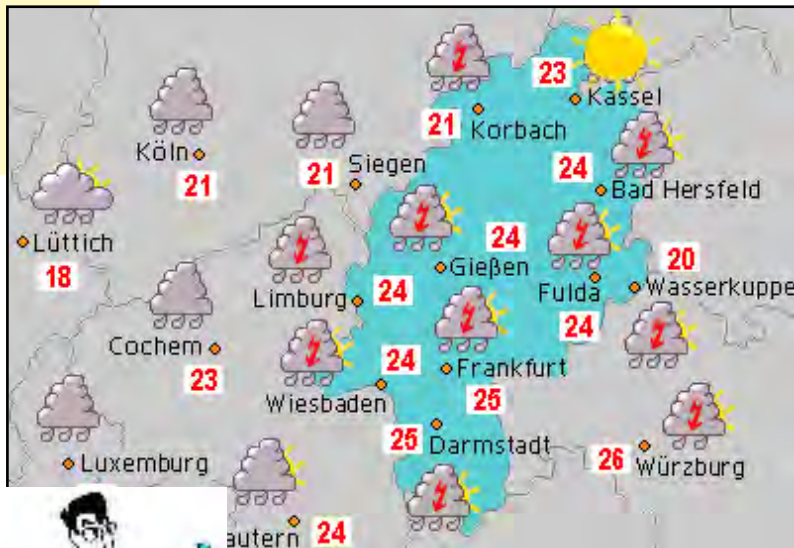 23
Kassel
21
Korbach
Köln
21
Siegen
21
24
Bad Hersfeld
Lüttich
18
24
Gießen
20
Wasserkuppe
Fulda
24
Limburg
24
Cochem
23
24
Wiesbaden
Frankfurt
25
25
Darmstadt
26
Würzburg
Luxemburg
autern
24